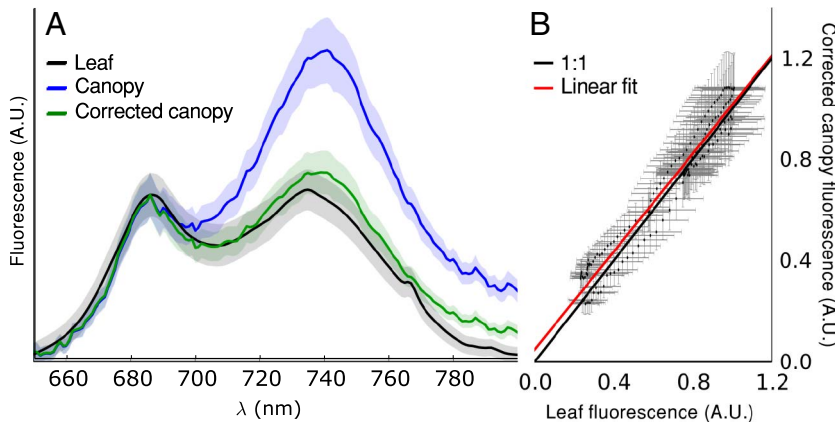 A
Leaf
Canopy
Corrected canopy
Fluorescence (A.U.)
660 680 700 720 740 760 780
λ (nm)
B
1:1
Linear fit
Corrected canopy fluorescence (A.U.)
1.2
0.8
0.4
0.0
0.0 0.4 0.8 1.2
Leaf fluorescence (A.U.)